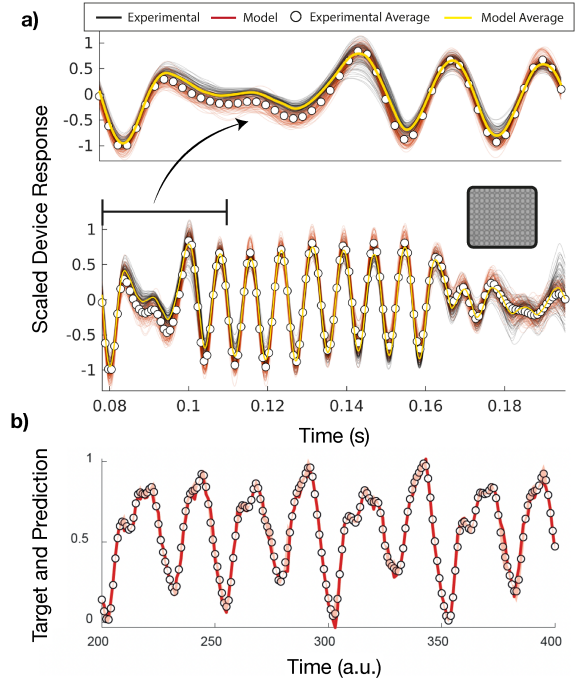 a)
Experimental Model Experimental Average Model Average
1
0.5
0
-0.5
-1
Scaled Device Response
1
0.5
0
-0.5
-1
0.08 0.1 0.12 0.14 0.16 0.18
Time (s)
b)
Target and Prediction
1
0.5
0
200 250 300 350 400
Time (a.u.)